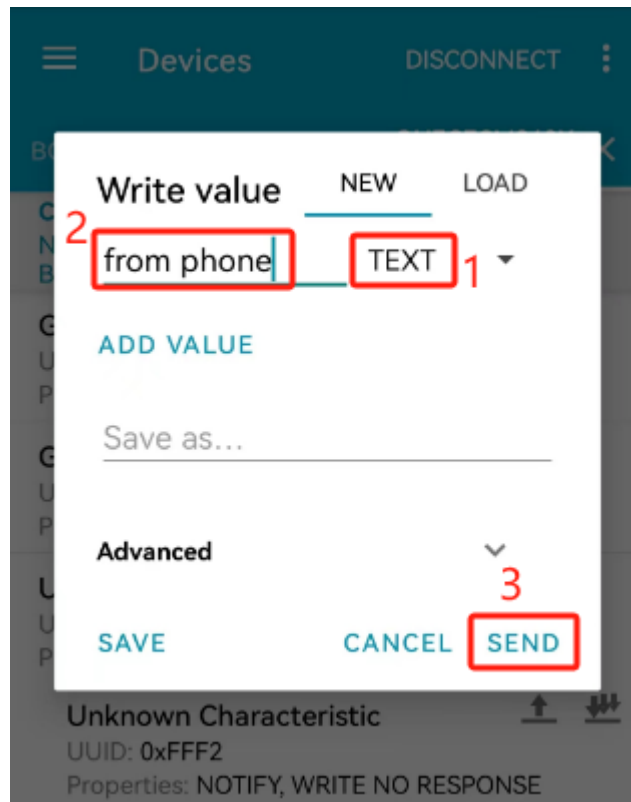 Devices DISCONNECT
Write value NEW LOAD
2
from phone TEXT 1
ADD VALUE
Save as...
Advanced
3
SAVE CANCEL SEND
Unknown Characteristic
UUID: 0xFFF2
Properties: NOTIFY, WRITE NO RESPONSE